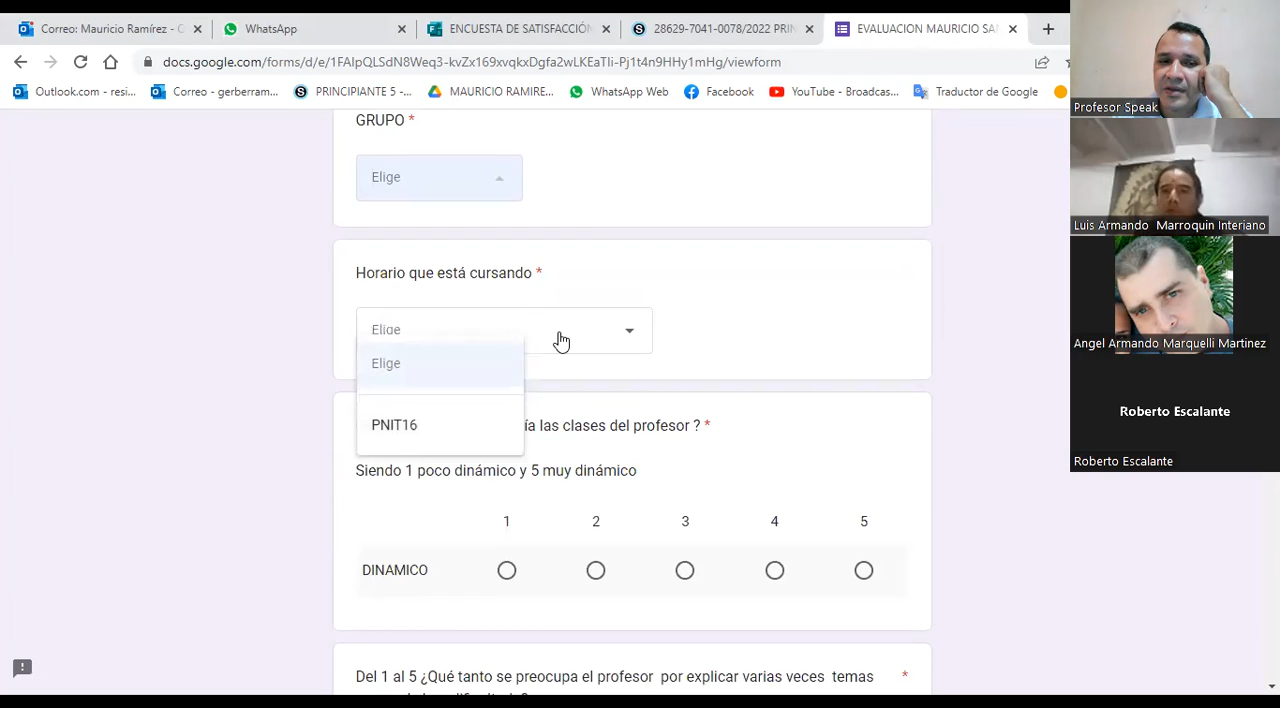 Correo: Mauricio Ramírez - O
WhatsApp
ENCUESTA DE SATISFACCIÓN
28629-7041-0078/2022 PRIN
EVALUACION MAURICIO SAN
Profesor Speak
docs.google.com/forms/d/e/1FAIpQLSdN8Weq3-kvZnP69xvqkxDgfa2wLKEaTIi-Pj1t4n9HHy1mHg/viewform
Outlook.com - resi...
Correo - gerberram...
PRINCIPIANTE 5 -...
MAURICIO RAMIRE...
WhatsApp Web
Facebook
YouTube - Broadcas...
Traductor de Google
GRUPO *
Elige
Luis Armando Marroquin Interiano
Horario que está cursando *
Elige
Elige
Angel Armando Marquelli Martinez
PNIT16
ía las clases del profesor ? *
Roberto Escalante
Roberto Escalante
Siendo 1 poco dinámico y 5 muy dinámico
1 2 3 4 5
DINAMICO
Del 1 al 5 ¿Qué tanto se preocupa el profesor por explicar varias veces temas *